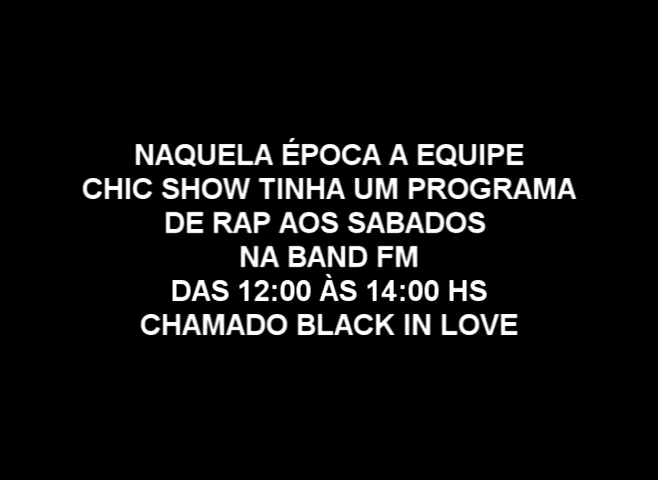 NAQUELA ÉPOCA A EQUIPE
CHIC SHOW TINHA UM PROGRAMA
DE RAP AOS SABADOS
NA BAND FM
DAS 12:00 ÀS 14:00 HS
CHAMADO BLACK IN LOVE